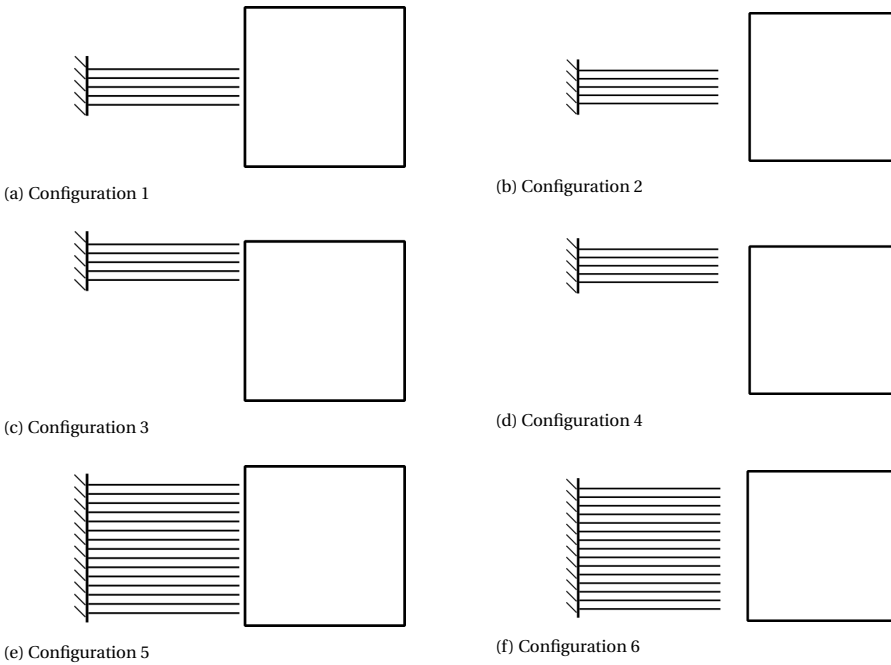 (a) Configuration 1
(b) Configuration 2
(c) Configuration 3
(d) Configuration 4
(e) Configuration 5
(f) Configuration 6